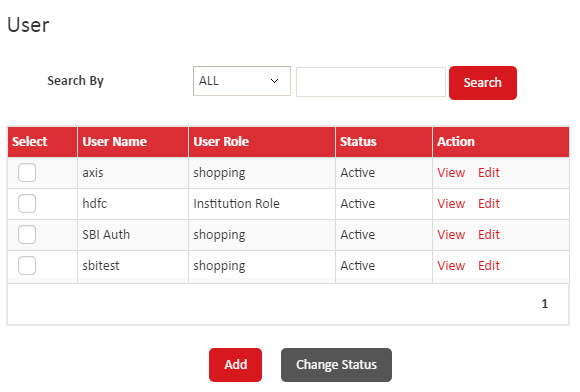 User
Search By ALL Search
Select User Name User Role Status Action
axis shopping Active View Edit
hdfc Institution Role Active View Edit
SBI Auth shopping Active View Edit
sbitest shopping Active View Edit
1
Add Change Status